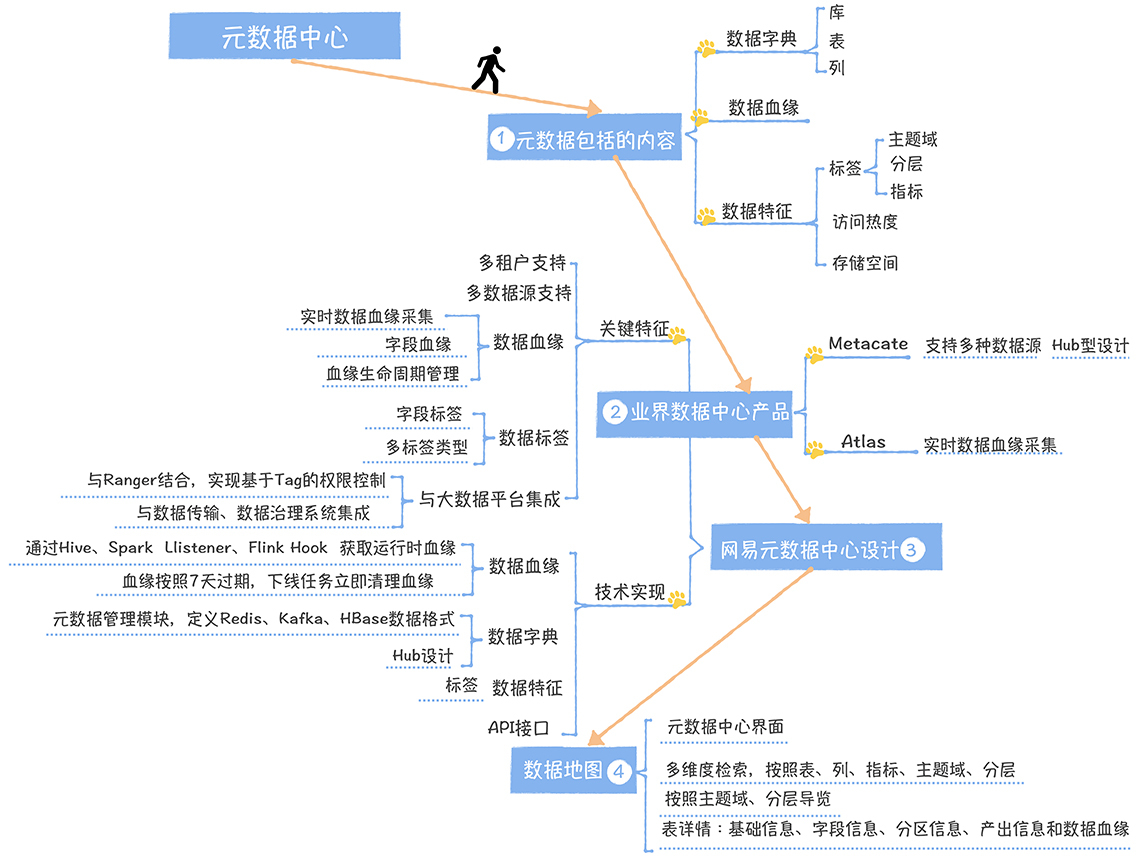 元数据中心
①元数据包括的内容
数据字典
库
表
列
数据血缘
数据特征
标签
主题域
分层
指标
访问热度
存储空间
②业界数据中心产品
Metacate
支持多种数据源
Hub型设计
Atlas
实时数据血缘采集
网易元数据中心设计③
关键特征
多租户支持
多数据源支持
数据血缘
实时数据血缘采集
字段血缘
血缘生命周期管理
数据标签
字段标签
多标签类型
与大数据平台集成
与Ranger结合，实现基于Tag的权限控制
与数据传输、数据治理系统集成
技术实现
数据血缘
通过Hive、Spark Llistener、Flink Hook 获取运行时血缘
血缘按照7天过期，下线任务立即清理血缘
数据字典
元数据管理模块，定义Redis、Kafka、HBase数据格式
Hub设计
数据特征
标签
API接口
数据地图④
元数据中心界面
多维度检索，按照表、列、指标、主题域、分层
按照主题域、分层导览
表详情：基础信息、字段信息、分区信息、产出信息和数据血缘